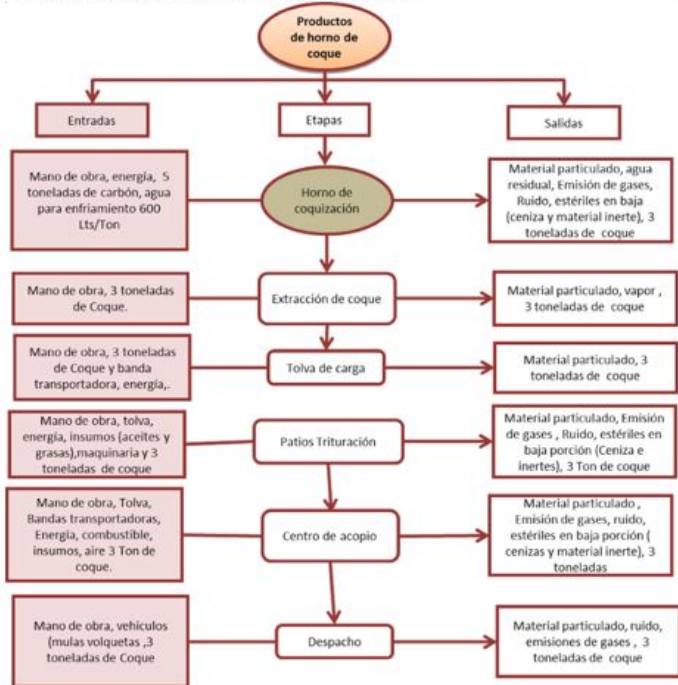 Productos
de horno de
coque
Entradas
Etapas
Salidas
Mano de obra, energía, 5
toneladas de carbón, agua
para enfriamiento 600
Lts/Ton
Horno de
coquización
Material particulado, agua
residual, Emisión de gases,
Ruido, estériles en baja
(ceniza y material inerte), 3
toneladas de coque
Mano de obra, 3 toneladas
de Coque.
Extracción de coque
Material particulado, vapor ,
3 toneladas de coque
Mano de obra, 3 toneladas
de Coque y banda
transportadora, energía,.
Tolva de carga
Material particulado, 3
toneladas de coque
Mano de obra, tolva,
energía, insumos (aceites y
grasas),maquinaria y 3
toneladas de coque
Patios Trituración
Material particulado, Emisión
de gases , Ruido, estériles en
baja porción (Ceniza e
inertes), 3 Ton de coque
Mano de obra, Tolva,
Bandas transportadoras,
Energía, combustible,
insumos, aire 3 Ton de
coque.
Centro de acopio
Material particulado ,
Emisión de gases, ruido,
estériles en baja porción (
cenizas y material inerte), 3
toneladas
Mano de obra, vehículos
(mulas volquetas ,3
toneladas de Coque
Despacho
Material particulado, ruido,
emisiones de gases , 3
toneladas de coque